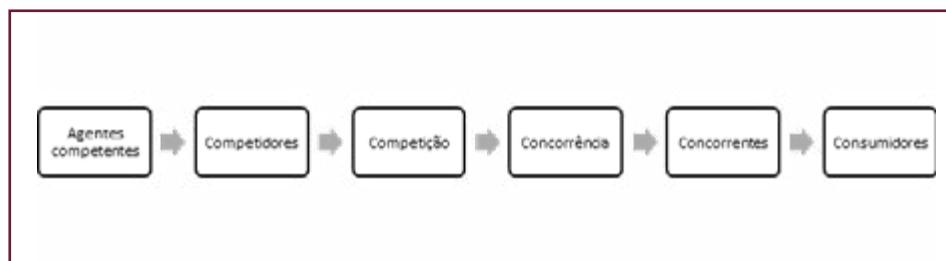 Agentes
competentes
Competidores
Competição
Concorrência
Concorrentes
Consumidores